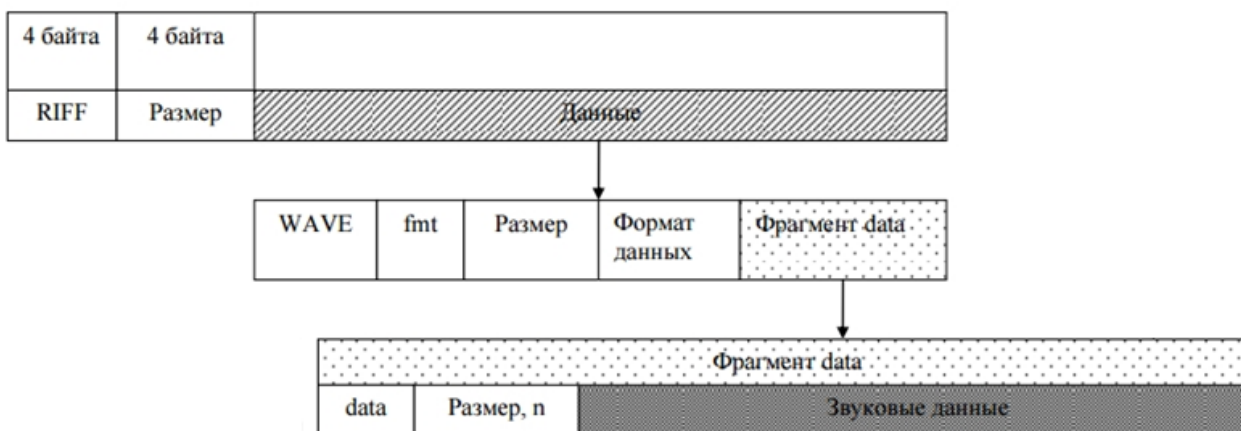 4 байта 4 байта
RIFF Размер Данные
WAVE fmt Размер Формат данных Фрагмент data
Фрагмент data
data Размер, n Звуковые данные